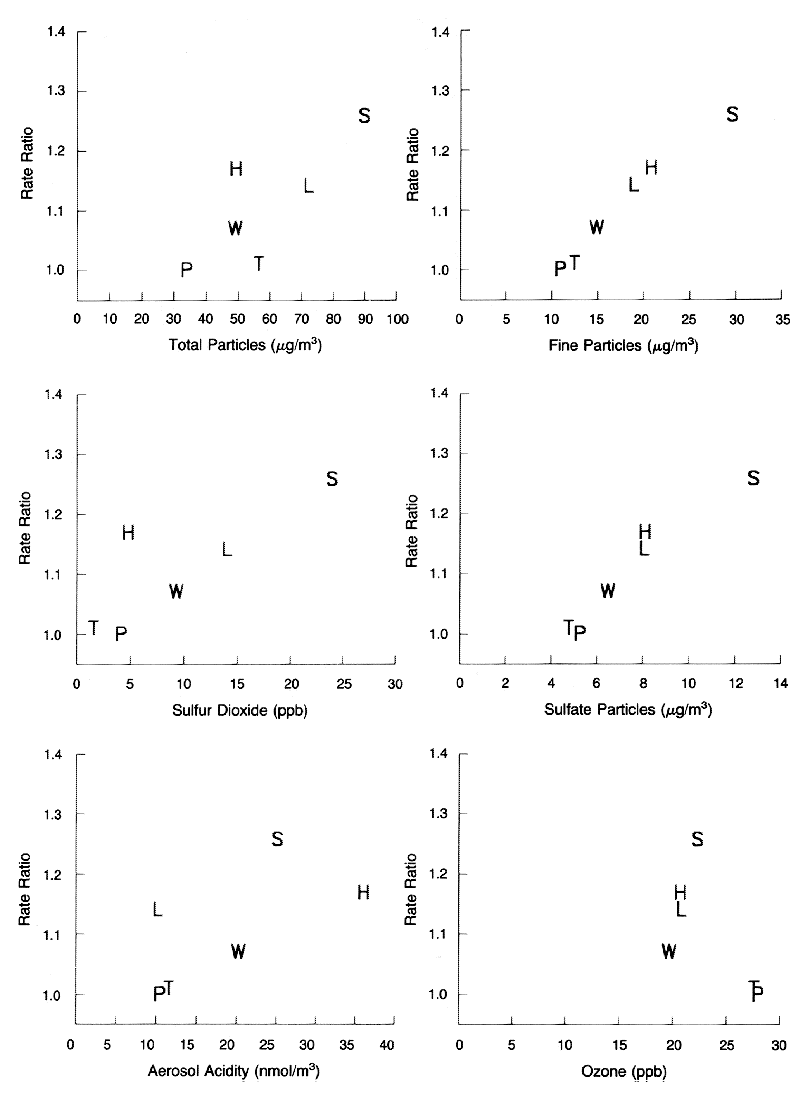 1.4
1.3
1.2
1.1
1.0
Rate Ratio
S
H
L
W
P
T
0 10 20 30 40 50 60 70 80 90 100
Total Particles (μg/m³)
1.4
1.3
1.2
1.1
1.0
Rate Ratio
S
H
L
W
P T
0 5 10 15 20 25 30 35
Fine Particles (μg/m³)
1.4
1.3
1.2
1.1
1.0
Rate Ratio
S
H
L
W
T P
0 5 10 15 20 25 30
Sulfur Dioxide (ppb)
1.4
1.3
1.2
1.1
1.0
Rate Ratio
S
H
L
W
T P
0 2 4 6 8 10 12 14
Sulfate Particles (μg/m³)
1.4
1.3
1.2
1.1
1.0
Rate Ratio
S
H
L
W
P T
0 5 10 15 20 25 30 35 40
Aerosol Acidity (nmol/m³)
1.4
1.3
1.2
1.1
1.0
Rate Ratio
S
H
L
W
T P
0 5 10 15 20 25 30
Ozone (ppb)